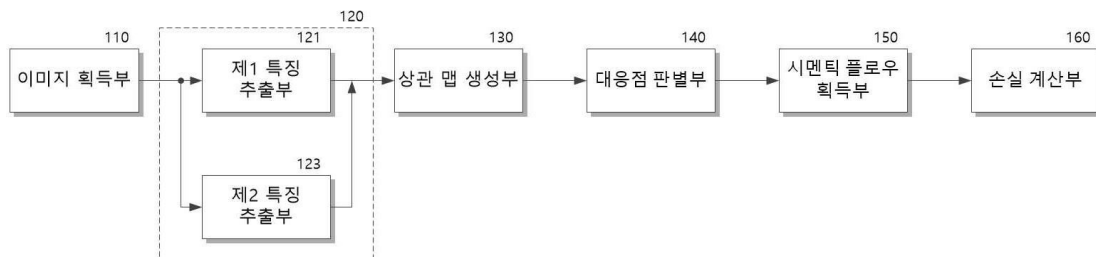 120
110
121
130
140
150
160
이미지 획득부
제1 특징
추출부
상관 맵 생성부
대응점 판별부
시멘틱 플로우
획득부
손실 계산부
123
제2 특징
추출부